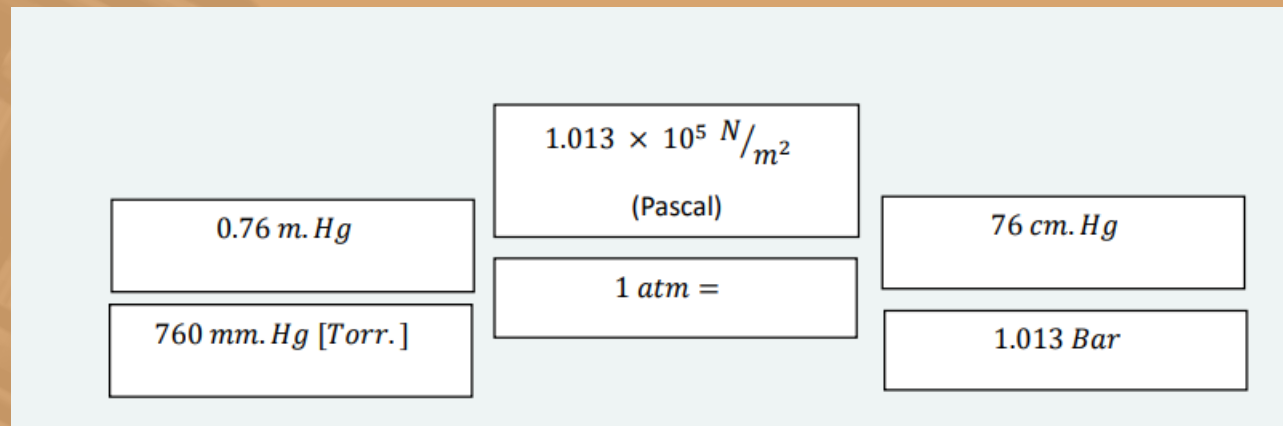 1.013 × 10⁵ N/m²
(Pascal)
0.76 m. Hg
76 cm. Hg
1 atm =
760 mm. Hg [Torr. ]
1.013 Bar